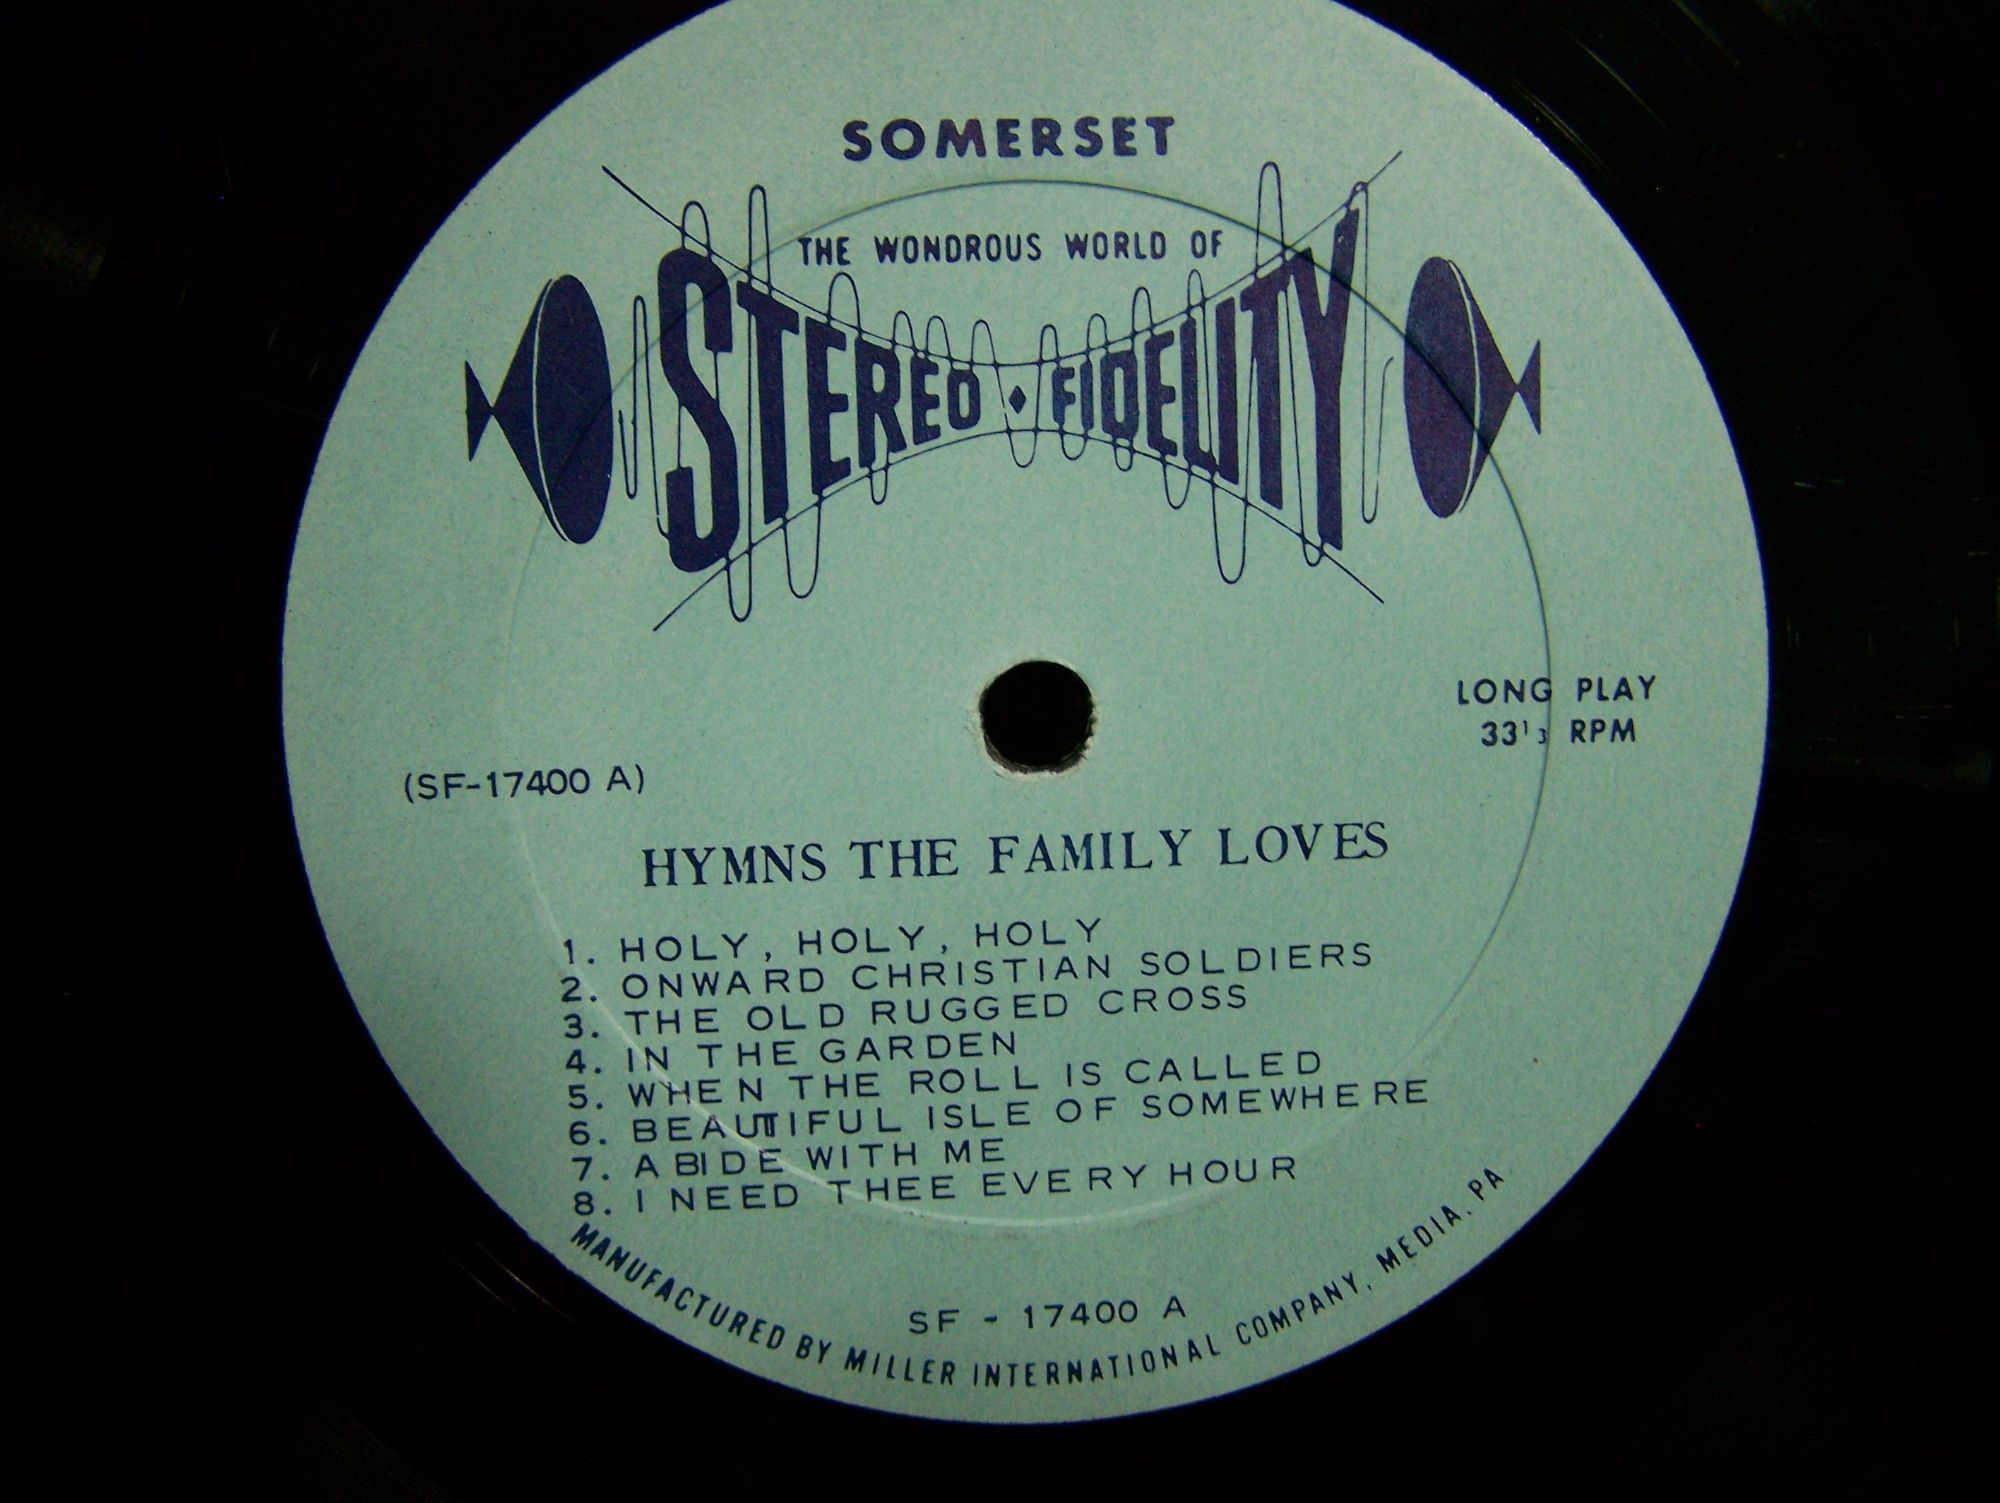 SOMERSET
THE WONDROUS WORLD OF
STEREO • FIDELITY
LONG PLAY
33 1/3 RPM
(SF-17400 A)
HYMNS THE FAMILY LOVES
1. HOLY, HOLY, HOLY
2. ONWARD CHRISTIAN SOLDIERS
3. THE OLD RUGGED CROSS
4. IN THE GARDEN
5. WHEN THE ROLL IS CALLED
6. BEAUTIFUL ISLE OF SOMEWHERE
7. ABIDE WITH ME
8. I NEED THEE EVERY HOUR
SF - 17400 A
MANUFACTURED BY MILLER INTERNATIONAL COMPANY, MEDIA, PA